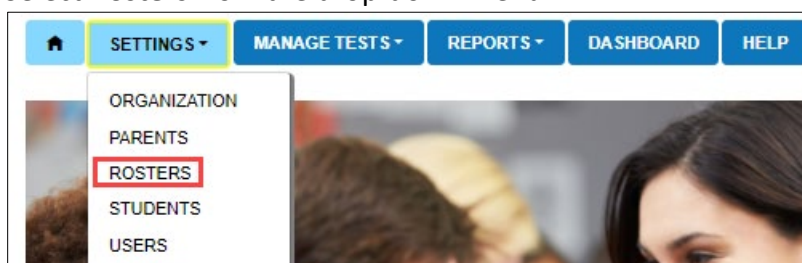 SETTINGS MANAGE TESTS REPORTS DASHBOARD HELP
ORGANIZATION
PARENTS
ROSTERS
STUDENTS
USERS